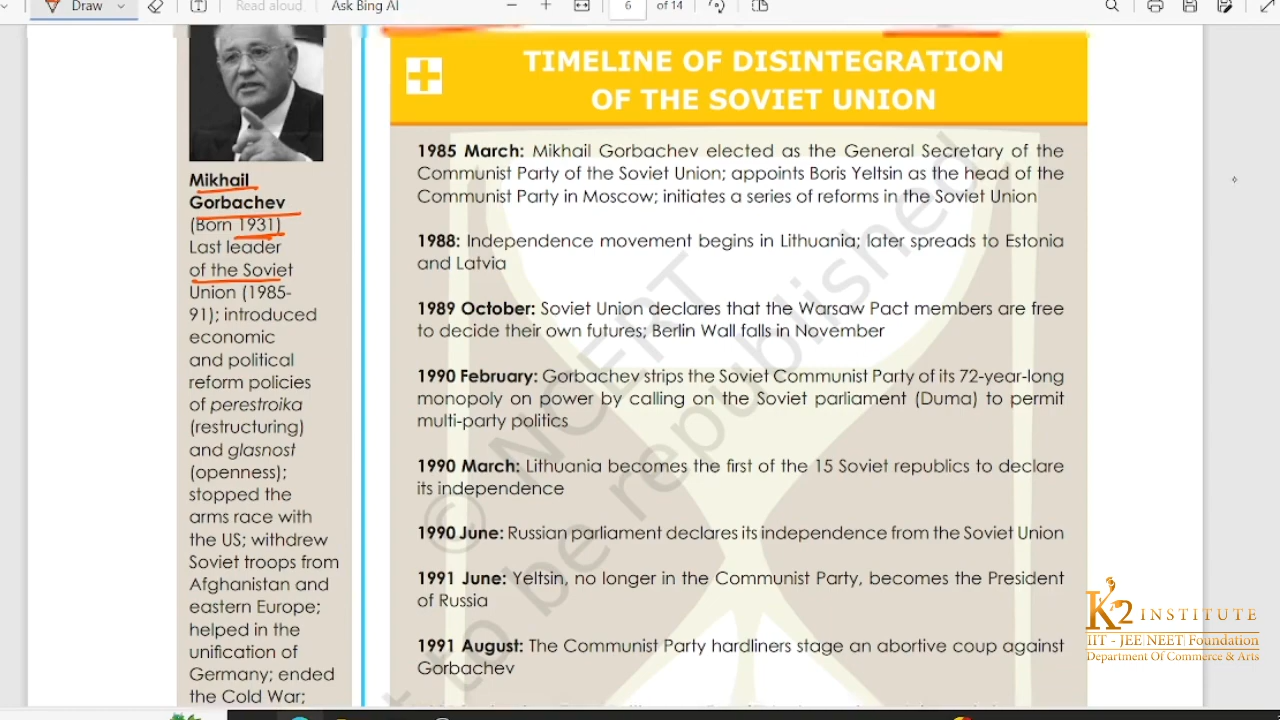 Draw
Read aloud
Ask Bing AI
6
of 14
Mikhail
Gorbachev
(Born 1931)
Last leader
of the Soviet
Union (1985-
91); introduced
economic
and political
reform policies
of perestroika
(restructuring)
and glasnost
(openness);
stopped the
arms race with
the US; withdrew
Soviet troops from
Afghanistan and
eastern Europe;
helped in the
unification of
Germany; ended
the Cold War;
TIMELINE OF DISINTEGRATION
OF THE SOVIET UNION
1985 March: Mikhail Gorbachev elected as the General Secretary of the
Communist Party of the Soviet Union; appoints Boris Yeltsin as the head of the
Communist Party in Moscow; initiates a series of reforms in the Soviet Union
1988: Independence movement begins in Lithuania; later spreads to Estonia
and Latvia
1989 October: Soviet Union declares that the Warsaw Pact members are free
to decide their own futures; Berlin Wall falls in November
1990 February: Gorbachev strips the Soviet Communist Party of its 72-year-long
monopoly on power by calling on the Soviet parliament (Duma) to permit
multi-party politics
1990 March: Lithuania becomes the first of the 15 Soviet republics to declare
its independence
1990 June: Russian parliament declares its independence from the Soviet Union
1991 June: Yeltsin, no longer in the Communist Party, becomes the President
of Russia
1991 August: The Communist Party hardliners stage an abortive coup against
Gorbachev
© NCERT
be republished
K2 INSTITUTE
IIT - JEE|NEET|Foundation
Department Of Commerce & Arts